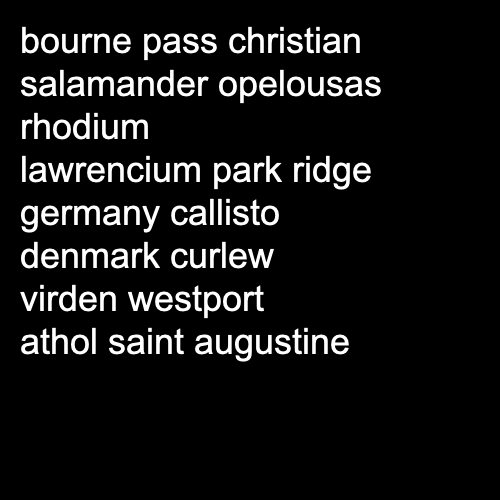 bourne pass christian
salamander opelousas
rhodium
lawrencium park ridge
germany callisto
denmark curlew
virden westport
athol saint augustine